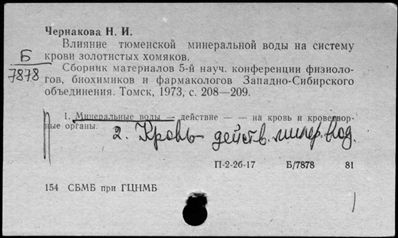 Чернакова Н. И.
Влияние тюменской минеральной воды на систему
крови золотистых хомяков.
Б
7878
Сборник материалов 5-й науч. конференции физиоло-
гов, биохимиков и фармакологов Западно-Сибирского
объединения. Томск, 1973, с. 208—209.
1. Минеральные воды — действие — — на кровь и кроветвор-
ные органы.
2. Кровь — действ. минер. вод.
П-2-26-17 Б/7878 81
154 СБМБ при ГЦНМБ